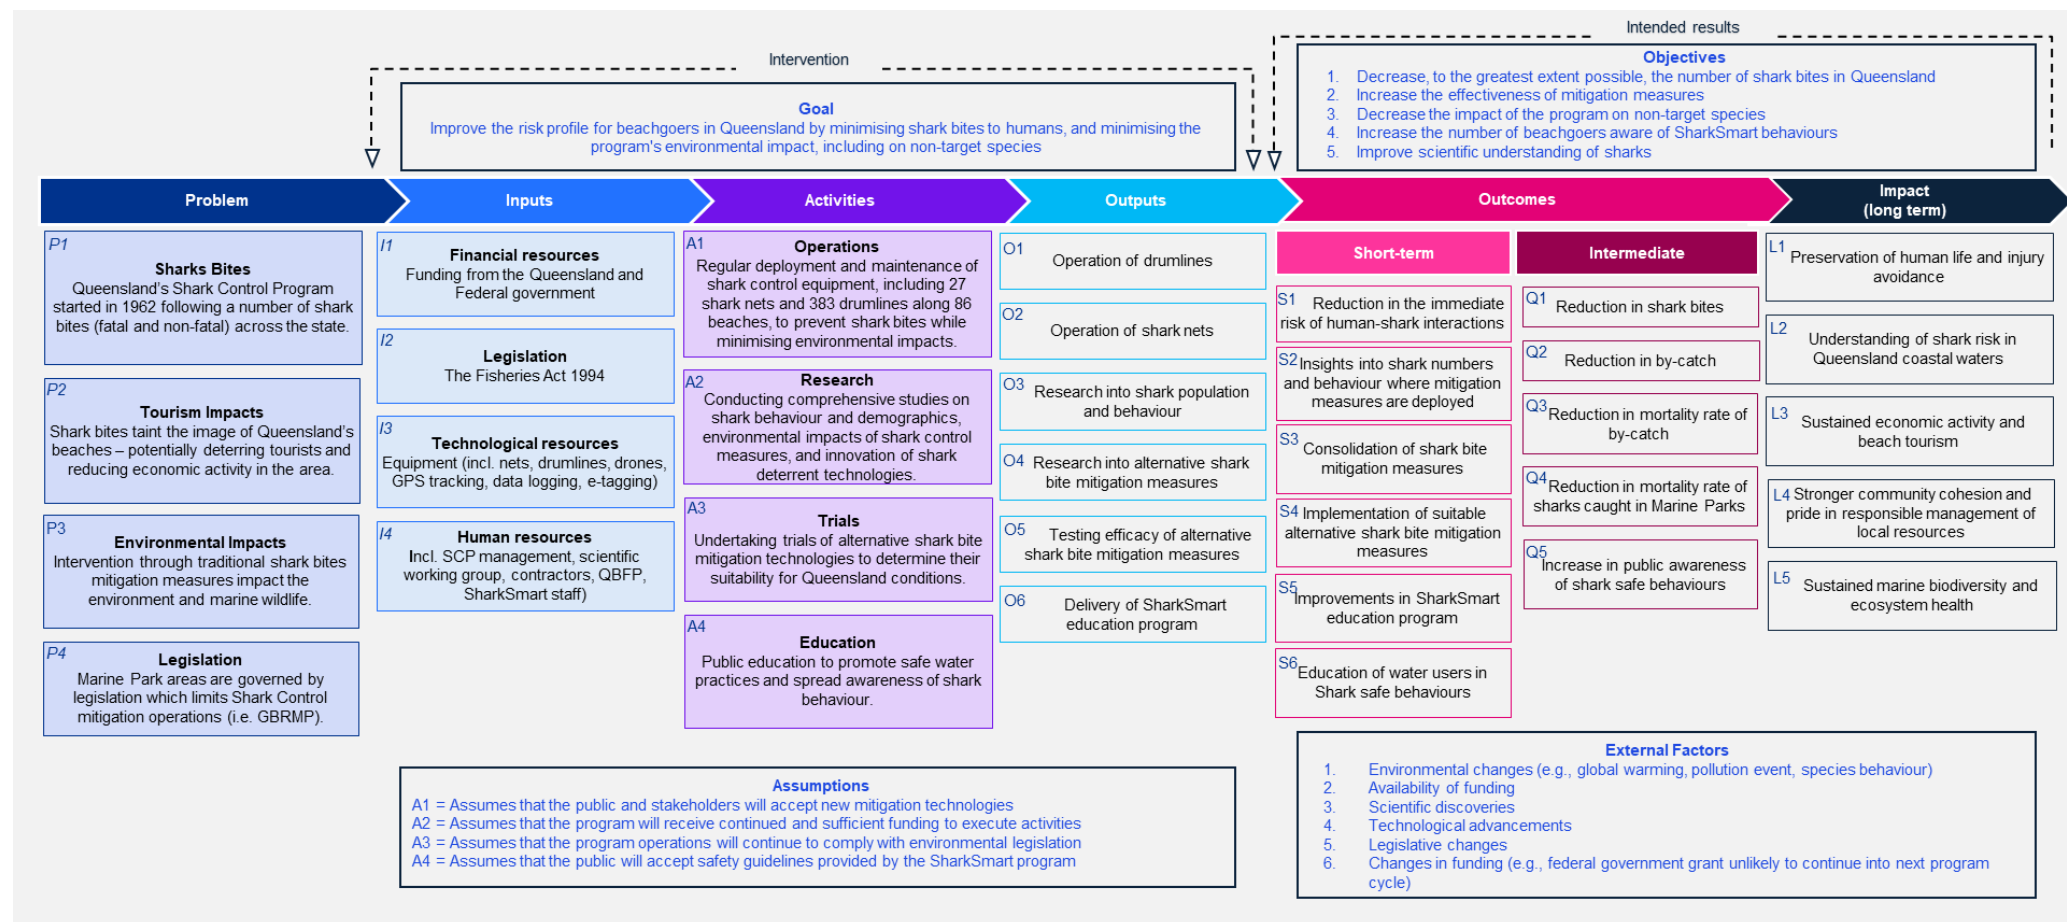 Intervention
Intended results
Goal
Improve the risk profile for beachgoers in Queensland by minimising shark bites to humans, and minimising the
program's environmental impact, including on non-target species
Objectives
1. Decrease, to the greatest extent possible, the number of shark bites in Queensland
2. Increase the effectiveness of mitigation measures
3. Decrease the impact of the program on non-target species
4. Increase the number of beachgoers aware of SharkSmart behaviours
5. Improve scientific understanding of sharks
Problem
Inputs
Activities
Outputs
Outcomes
Impact
(long term)
P1
Sharks Bites
Queensland's Shark Control Program
started in 1962 following a number of shark
bites (fatal and non-fatal) across the state.
P2
Tourism Impacts
Shark bites taint the image of Queensland's
beaches – potentially deterring tourists and
reducing economic activity in the area.
P3
Environmental Impacts
Intervention through traditional shark bites
mitigation measures impact the
environment and marine wildlife.
P4
Legislation
Marine Park areas are governed by
legislation which limits Shark Control
mitigation operations (i.e. GBRMP).
I1
Financial resources
Funding from the Queensland and
Federal government
I2
Legislation
The Fisheries Act 1994
I3
Technological resources
Equipment (incl. nets, drumlines, drones,
GPS tracking, data logging, e-tagging)
I4
Human resources
Incl. SCP management, scientific
working group, contractors, QBFP,
SharkSmart staff)
A1
Operations
Regular deployment and maintenance of
shark control equipment, including 27
shark nets and 383 drumlines along 86
beaches, to prevent shark bites while
minimising environmental impacts.
A2
Research
Conducting comprehensive studies on
shark behaviour and demographics,
environmental impacts of shark control
measures, and innovation of shark
deterrent technologies.
A3
Trials
Undertaking trials of alternative shark bite
mitigation technologies to determine their
suitability for Queensland conditions.
A4
Education
Public education to promote safe water
practices and spread awareness of shark
behaviour.
O1
Operation of drumlines
O2
Operation of shark nets
O3
Research into shark population
and behaviour
O4
Research into alternative shark
bite mitigation measures
O5
Testing efficacy of alternative
shark bite mitigation measures
O6
Delivery of SharkSmart
education program
Short-term
S1
Reduction in the immediate
risk of human-shark interactions
S2
Insights into shark numbers
and behaviour where mitigation
measures are deployed
S3
Consolidation of shark bite
mitigation measures
S4
Implementation of suitable
alternative shark bite mitigation
measures
S5
Improvements in SharkSmart
education program
S6
Education of water users in
Shark safe behaviours
Intermediate
Q1
Reduction in shark bites
Q2
Reduction in by-catch
Q3
Reduction in mortality rate of
by-catch
Q4
Reduction in mortality rate of
sharks caught in Marine Parks
Q5
Increase in public awareness
of shark safe behaviours
L1
Preservation of human life and injury
avoidance
L2
Understanding of shark risk in
Queensland coastal waters
L3
Sustained economic activity and
beach tourism
L4
Stronger community cohesion and
pride in responsible management of
local resources
L5
Sustained marine biodiversity and
ecosystem health
Assumptions
A1 = Assumes that the public and stakeholders will accept new mitigation technologies
A2 = Assumes that the program will receive continued and sufficient funding to execute activities
A3 = Assumes that the program operations will continue to comply with environmental legislation
A4 = Assumes that the public will accept safety guidelines provided by the SharkSmart program
External Factors
1. Environmental changes (e.g., global warming, pollution event, species behaviour)
2. Availability of funding
3. Scientific discoveries
4. Technological advancements
5. Legislative changes
6. Changes in funding (e.g., federal government grant unlikely to continue into next program
cycle)